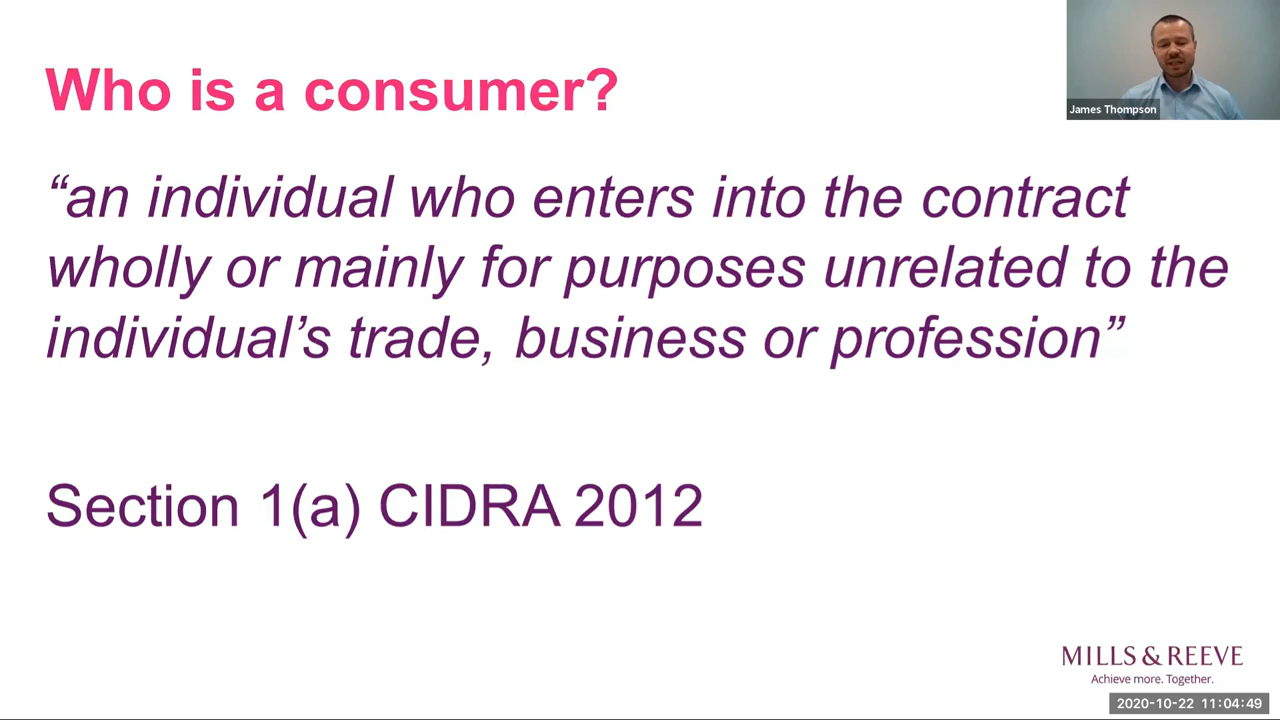 Who is a consumer?
James Thompson
“an individual who enters into the contract
wholly or mainly for purposes unrelated to the
individual’s trade, business or profession”
Section 1(a) CIDRA 2012
MILLS & REEVE
Achieve more. Together.
2020-10-22 11:04:49